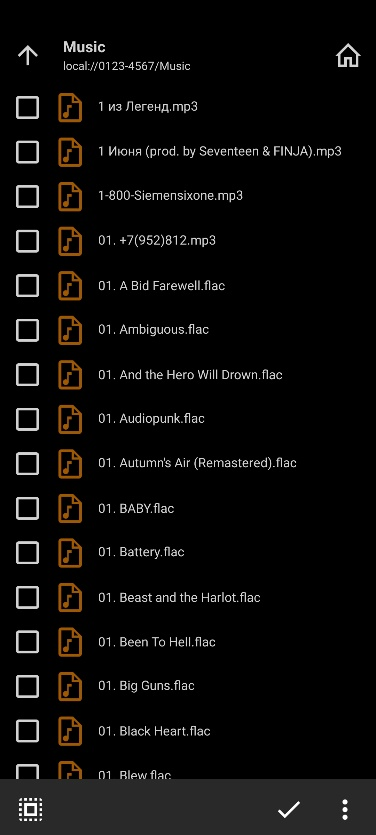 Music
local://0123-4567/Music
1 из Легенд.mp3
1 Июня (prod. by Seventeen & FINJA).mp3
1-800-Siemensixone.mp3
01. +7(952)812.mp3
01. A Bid Farewell.flac
01. Ambiguous.flac
01. And the Hero Will Drown.flac
01. Audiopunk.flac
01. Autumn's Air (Remastered).flac
01. BABY.flac
01. Battery.flac
01. Beast and the Harlot.flac
01. Been To Hell.flac
01. Big Guns.flac
01. Black Heart.flac
01. Blew.flac